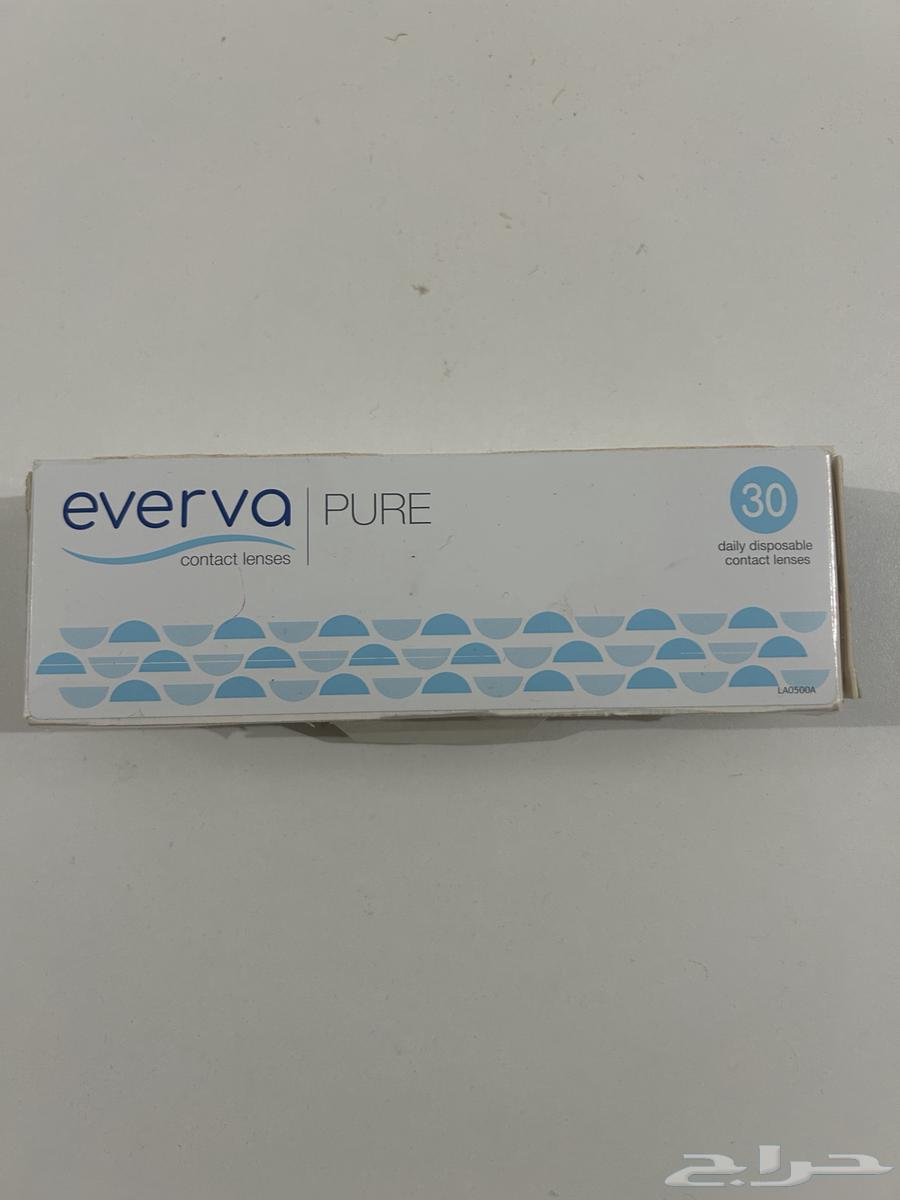 everva
contact lenses
PURE
30
daily disposable
contact lenses
LA0500A
حراج